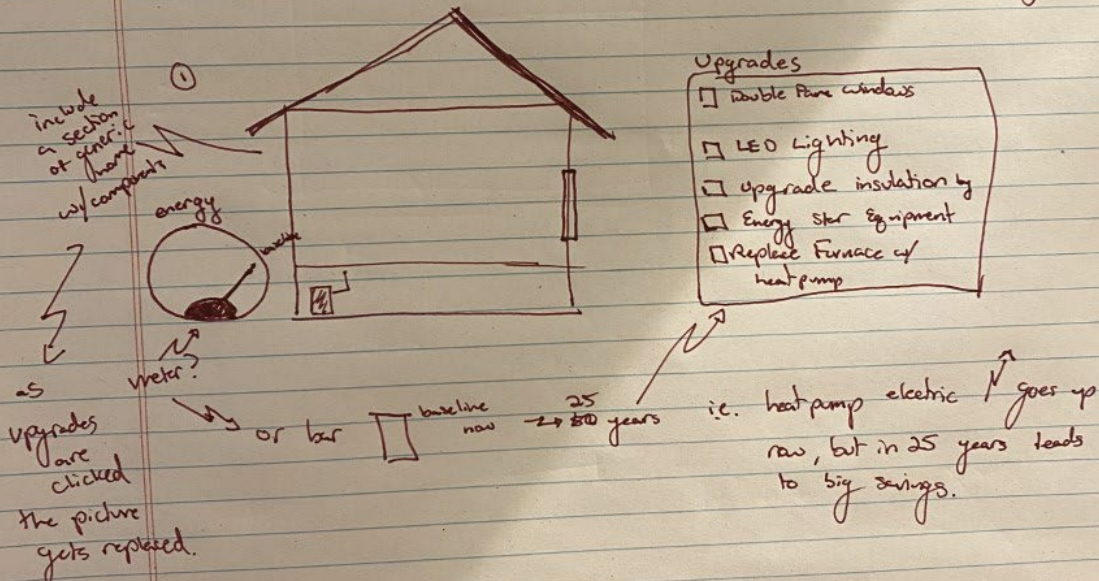 ①
include
a section
of generic
home
w/ components
energy
baseline
Upgrades
Double Pane windows
LED Lighting
Upgrade insulation by
Energy Star Equipment
Replace Furnace w/
heat pump
meter?
as
upgrades
are
clicked
the picture
gets replaced.
or bar
baseline
now
25
years
i.e. heat pump electric goes up
now, but in 25 years leads
to big savings.